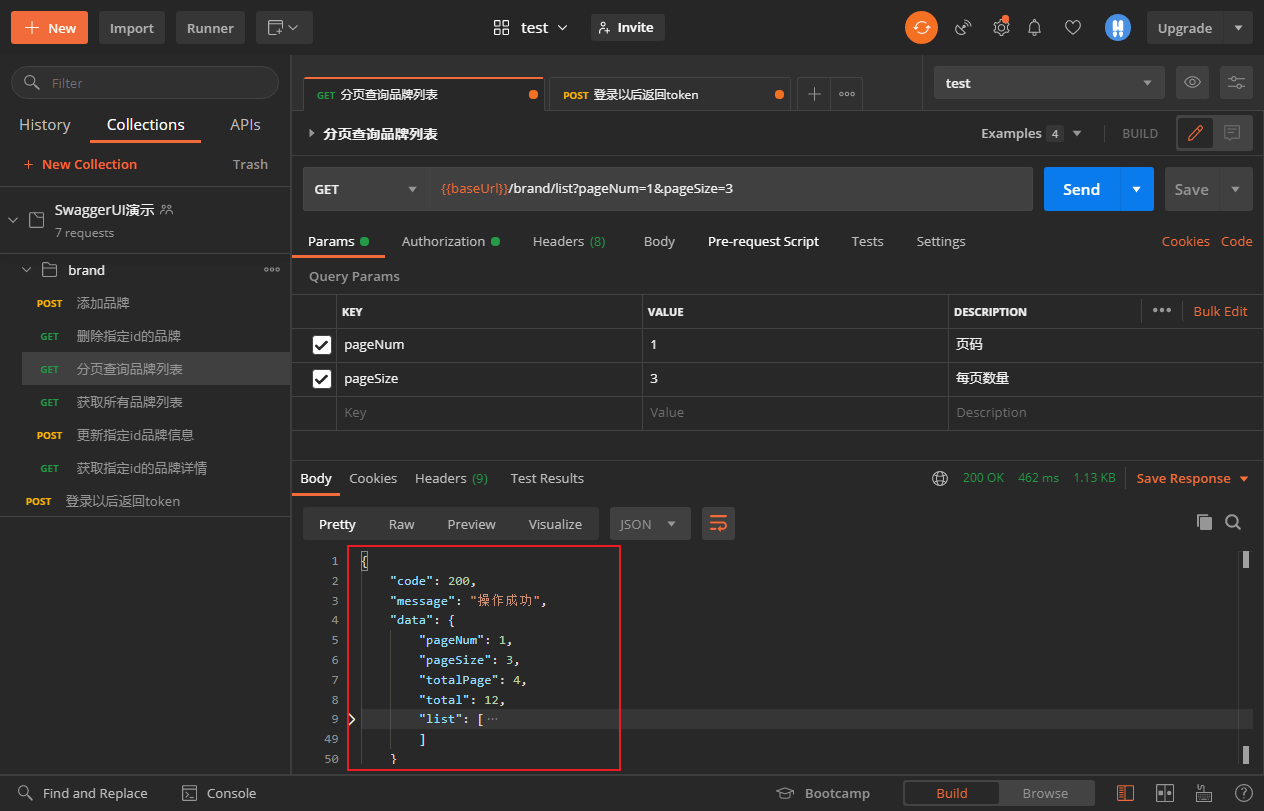 New
Import
Runner
test
Invite
Upgrade
Filter
History
Collections
APIs
New Collection
Trash
SwaggerUI演示
7 requests
brand
POST 添加品牌
GET 删除指定id的品牌
GET 分页查询品牌列表
GET 获取所有品牌列表
POST 更新指定id品牌信息
GET 获取指定id的品牌详情
POST 登录以后返回token
GET 分页查询品牌列表
POST 登录以后返回token
test
分页查询品牌列表
Examples 4
BUILD
GET
{{baseUrl}}/brand/list?pageNum=1&pageSize=3
Send
Save
Params
Authorization
Headers (8)
Body
Pre-request Script
Tests
Settings
Cookies
Code
Query Params
KEY VALUE DESCRIPTION
Bulk Edit
pageNum 1 页码
pageSize 3 每页数量
Key Value Description
Body
Cookies
Headers (9)
Test Results
200 OK
462 ms
1.13 KB
Save Response
Pretty
Raw
Preview
Visualize
JSON
1 {
2 "code": 200,
3 "message": "操作成功",
4 "data": {
5 "pageNum": 1,
6 "pageSize": 3,
7 "totalPage": 4,
8 "total": 12,
9 "list": [ ···
49 ]
50 }
Find and Replace
Console
Bootcamp
Build
Browse